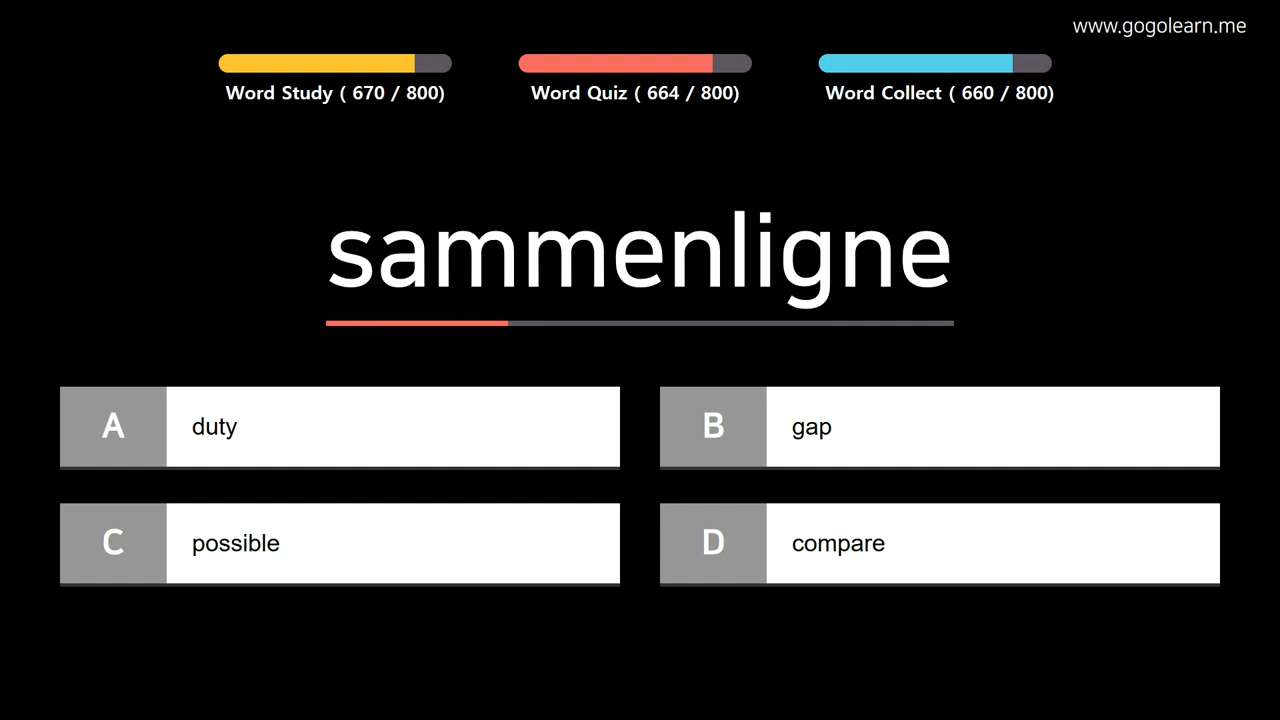 www.gogolearn.me
Word Study ( 670 / 800)
Word Quiz ( 664 / 800)
Word Collect ( 660 / 800)
sammenligne
A duty
B gap
C possible
D compare